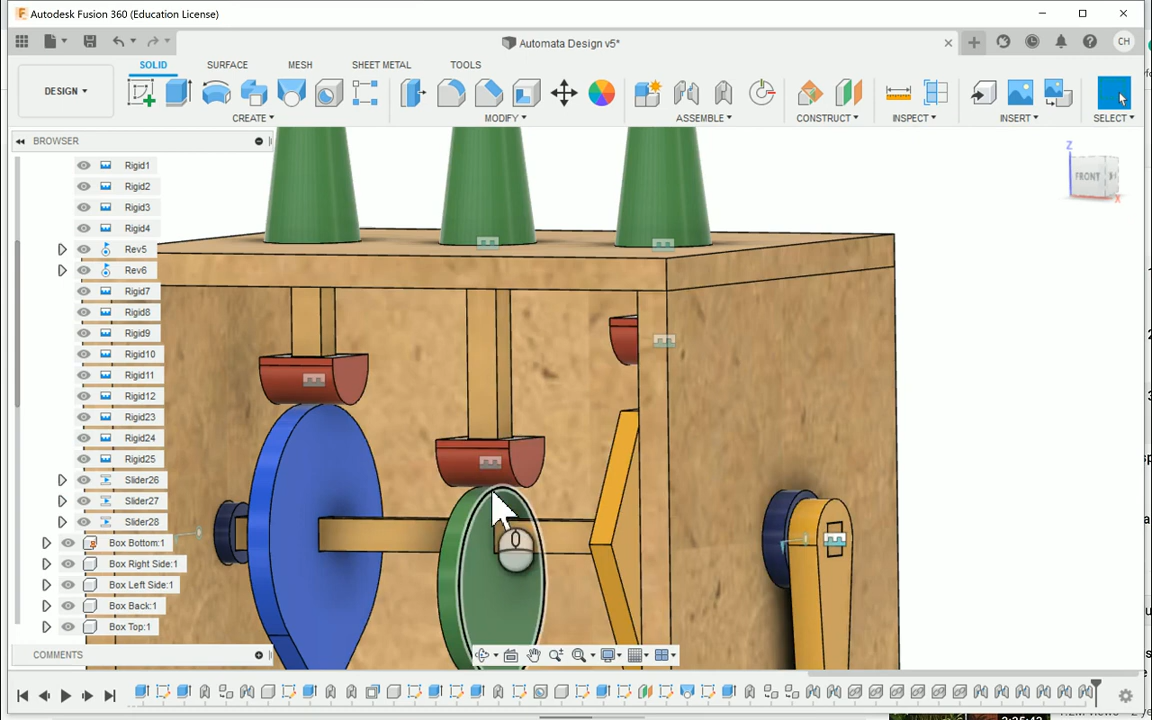 Autodesk Fusion 360 (Education License)
Automata Design v5*
CH
DESIGN
SOLID
SURFACE
MESH
SHEET METAL
TOOLS
CREATE
MODIFY
ASSEMBLE
CONSTRUCT
INSPECT
INSERT
SELECT
BROWSER
Rigid1
Rigid2
Rigid3
Rigid4
Rev5
Rev6
Rigid7
Rigid8
Rigid9
Rigid10
Rigid11
Rigid12
Rigid23
Rigid24
Rigid25
Slider26
Slider27
Slider28
Box Bottom:1
Box Right Side:1
Box Left Side:1
Box Back:1
Box Top:1
COMMENTS
Z
FRONT
X